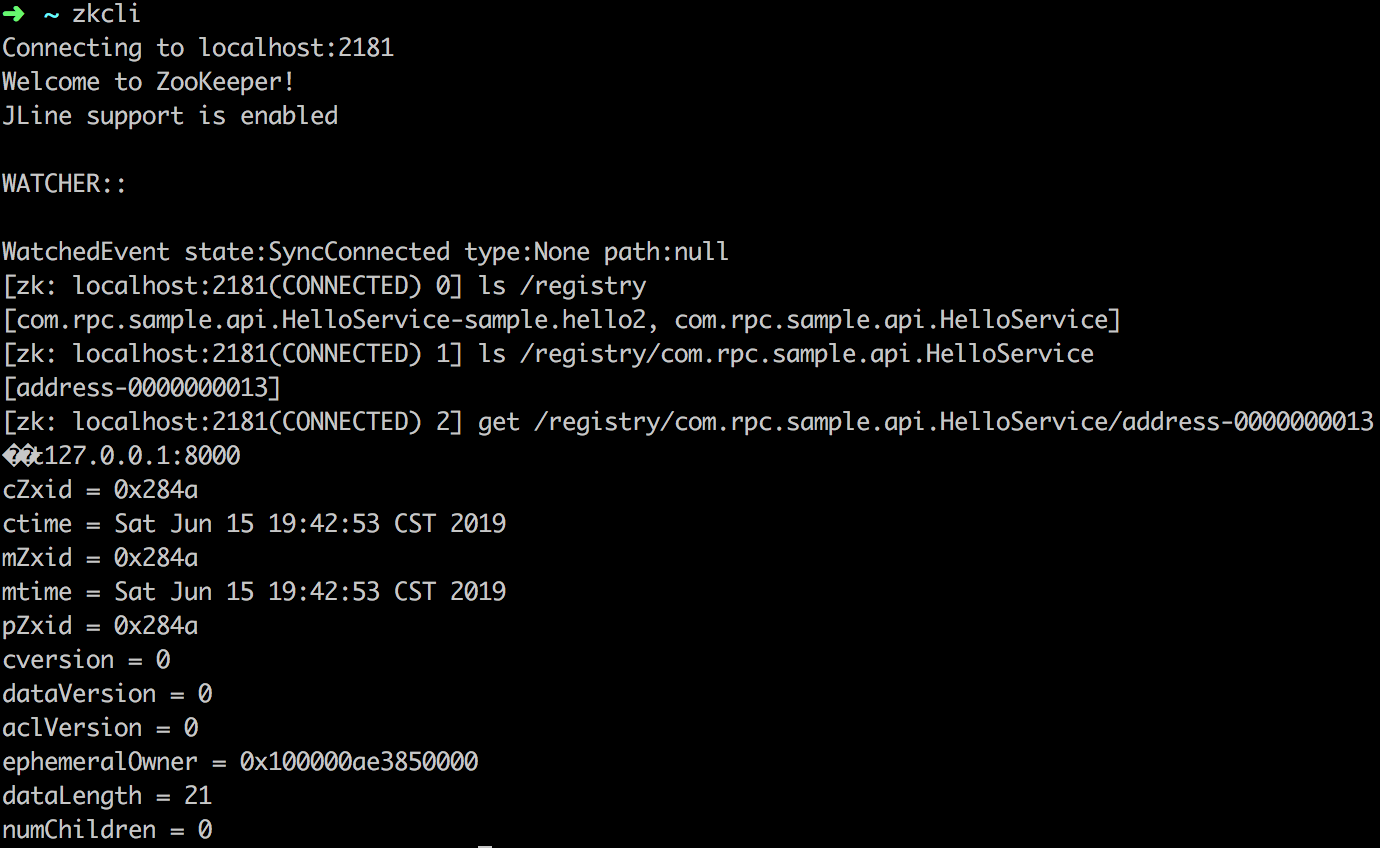 ➜ ~ zkcli
Connecting to localhost:2181
Welcome to ZooKeeper!
JLine support is enabled

WATCHER::

WatchedEvent state:SyncConnected type:None path:null
[zk: localhost:2181(CONNECTED) 0] ls /registry
[com.rpc.sample.api.HelloService-sample.hello2, com.rpc.sample.api.HelloService]
[zk: localhost:2181(CONNECTED) 1] ls /registry/com.rpc.sample.api.HelloService
[address-0000000013]
[zk: localhost:2181(CONNECTED) 2] get /registry/com.rpc.sample.api.HelloService/address-0000000013
��t127.0.0.1:8000
cZxid = 0x284a
ctime = Sat Jun 15 19:42:53 CST 2019
mZxid = 0x284a
mtime = Sat Jun 15 19:42:53 CST 2019
pZxid = 0x284a
cversion = 0
dataVersion = 0
aclVersion = 0
ephemeralOwner = 0x100000ae3850000
dataLength = 21
numChildren = 0